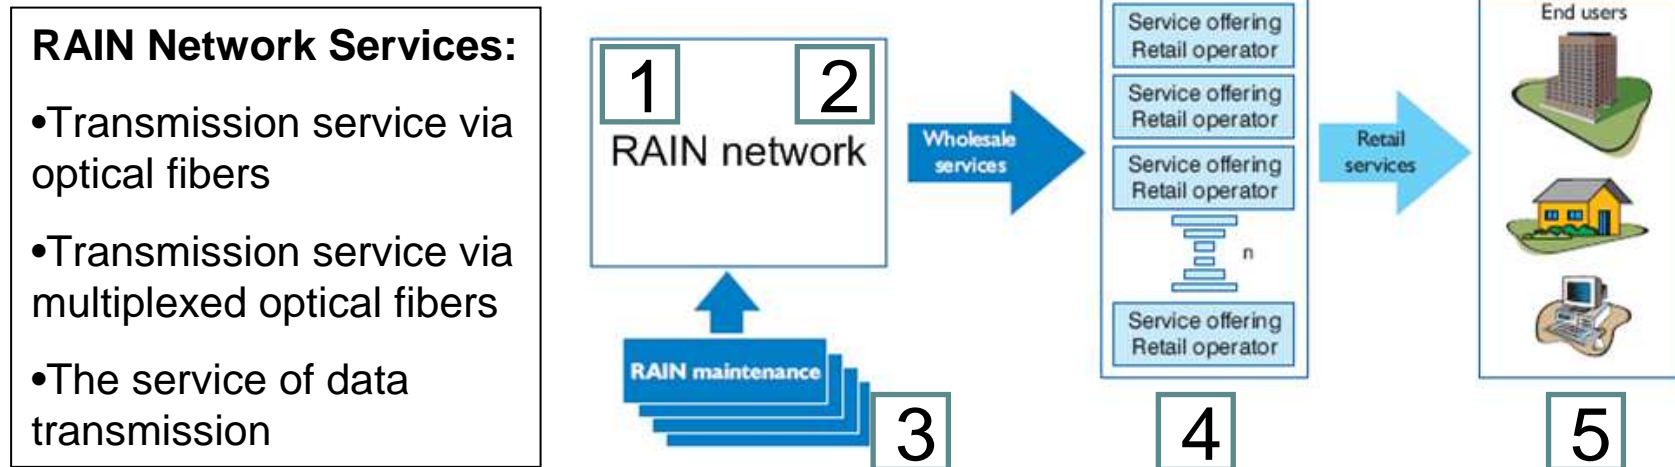 RAIN Network Services:
•Transmission service via
optical fibers
•Transmission service via
multiplexed optical fibers
•The service of data
transmission
1
2
RAIN network
RAIN maintenance
3
Wholesale
services
Service offering
Retail operator
Service offering
Retail operator
Service offering
Retail operator
n
Service offering
Retail operator
4
Retail
services
End users
5